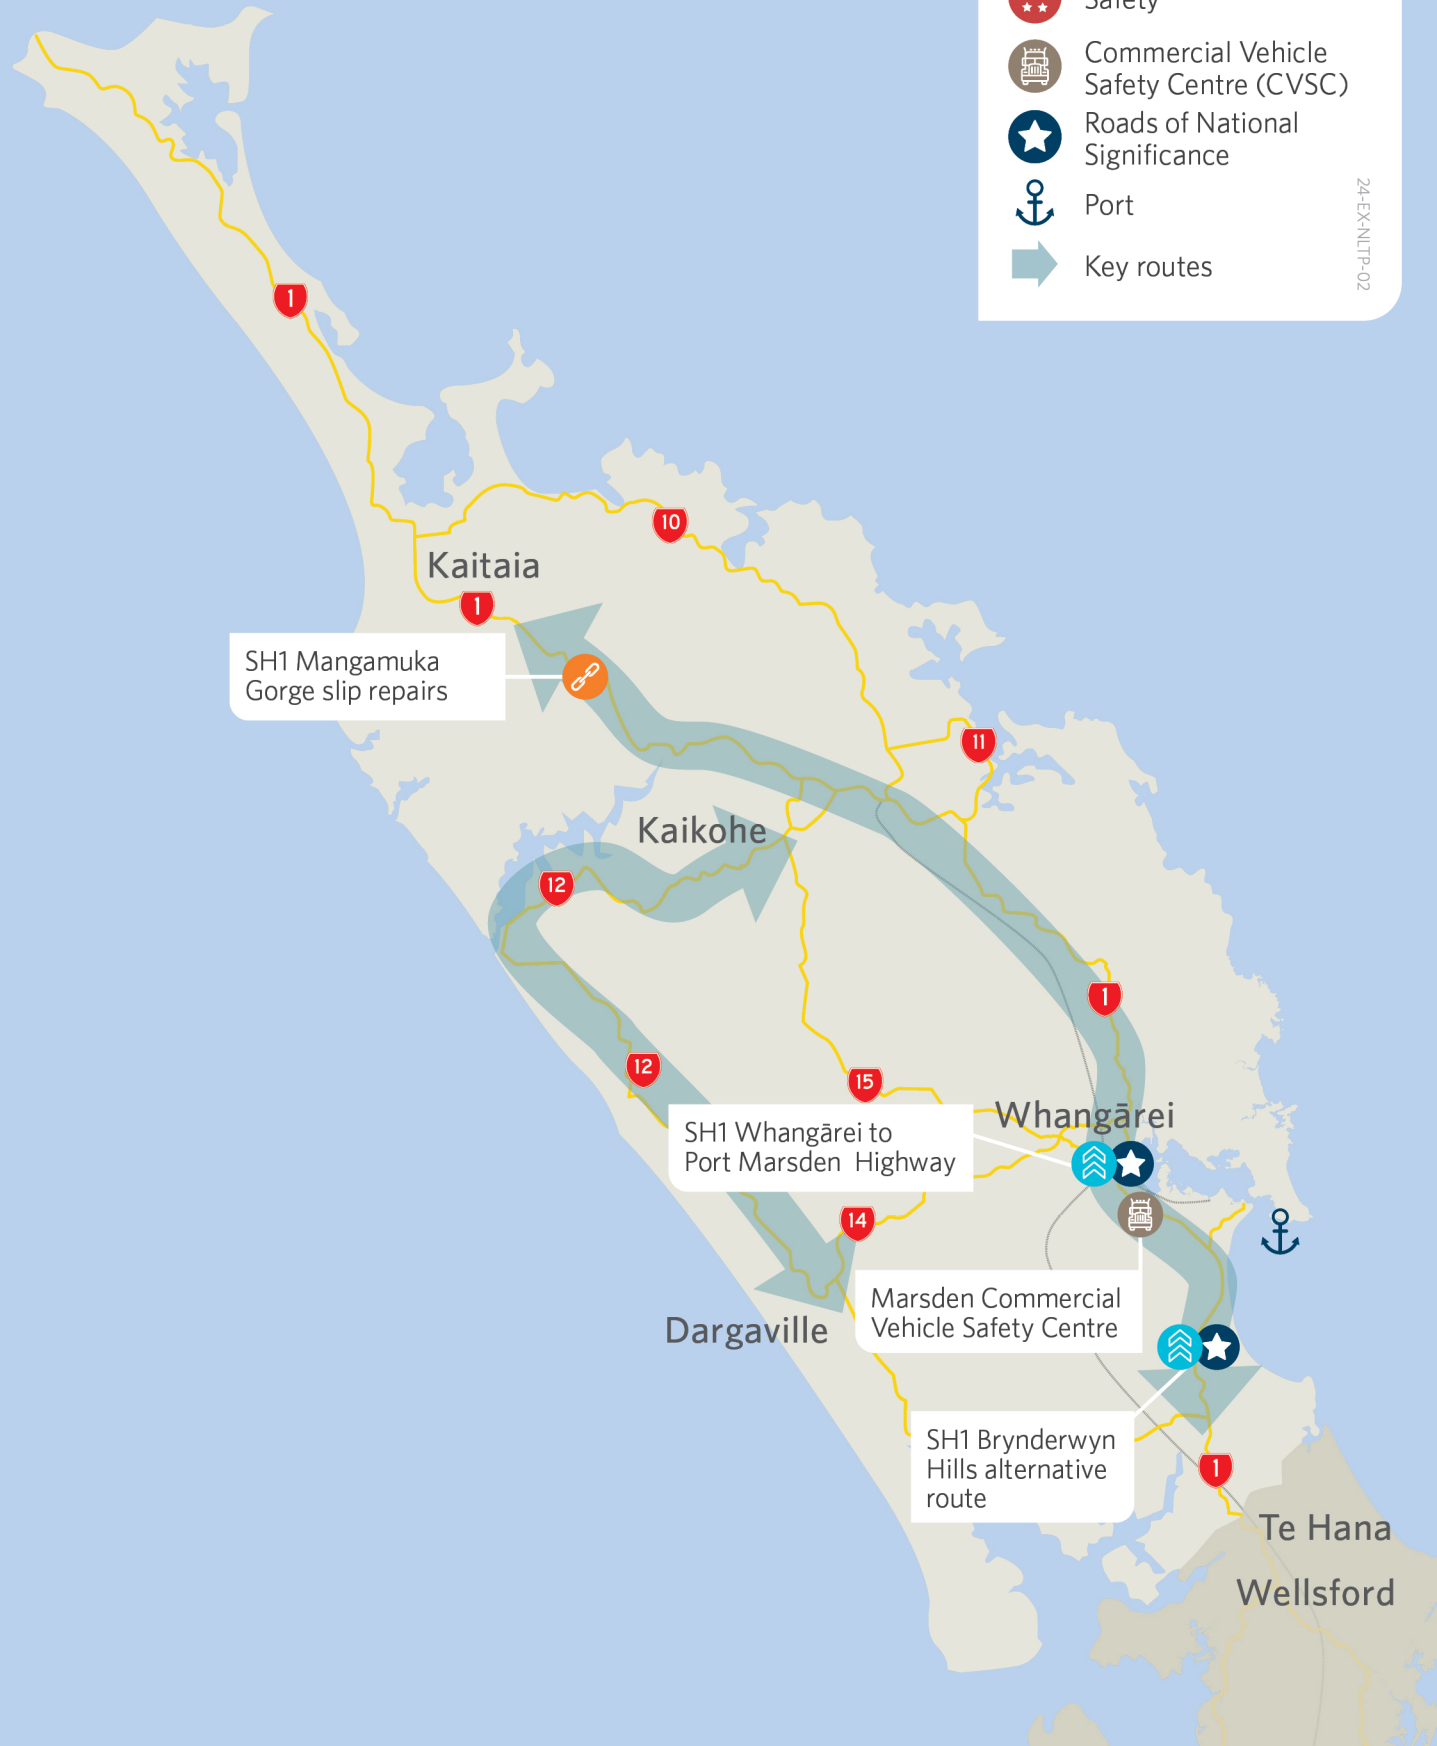 Safety
Commercial Vehicle
Safety Centre (CVSC)
Roads of National
Significance
Port
Key routes
24-EX-NLTP-02
1
10
Kaitaia
1
SH1 Mangamuka
Gorge slip repairs
11
Kaikohe
12
1
12
15
Whangārei
SH1 Whangārei to
Port Marsden Highway
14
Marsden Commercial
Vehicle Safety Centre
Dargaville
SH1 Brynderwyn
Hills alternative
route
1
Te Hana
Wellsford